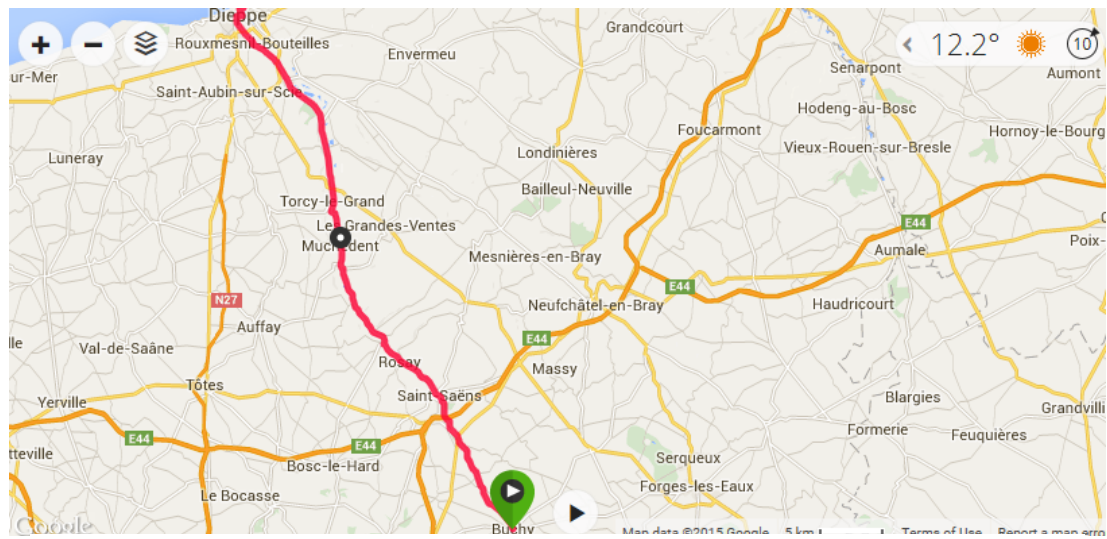 Dieppe
+
−
Rouxmesnil-Bouteilles
Envermeu
Grandcourt
12.2°
10
ur-Mer
Senarpont
Aumont
Saint-Aubin-sur-Scie
Hodeng-au-Bosc
Foucarmont
Hornoy-le-Bourg
Luneray
Londinières
Vieux-Rouen-sur-Bresle
Bailleul-Neuville
Torcy-le-Grand
Les Grandes-Ventes
E44
Muchedent
Mesnières-en-Bray
Aumale
Poix-
E44
N27
Neufchâtel-en-Bray
Haudricourt
Auffay
lle
E44
Val-de-Saâne
Rosay
Massy
Tôtes
Saint-Saëns
Blargies
Yerville
Grandvilli
E44
E44
Formerie
Feuquières
tteville
Bosc-le-Hard
Serqueux
Le Bocasse
Forges-les-Eaux
Google
Buchy
Map data ©2015 Google
5 km
Terms of Use
Report a map erro